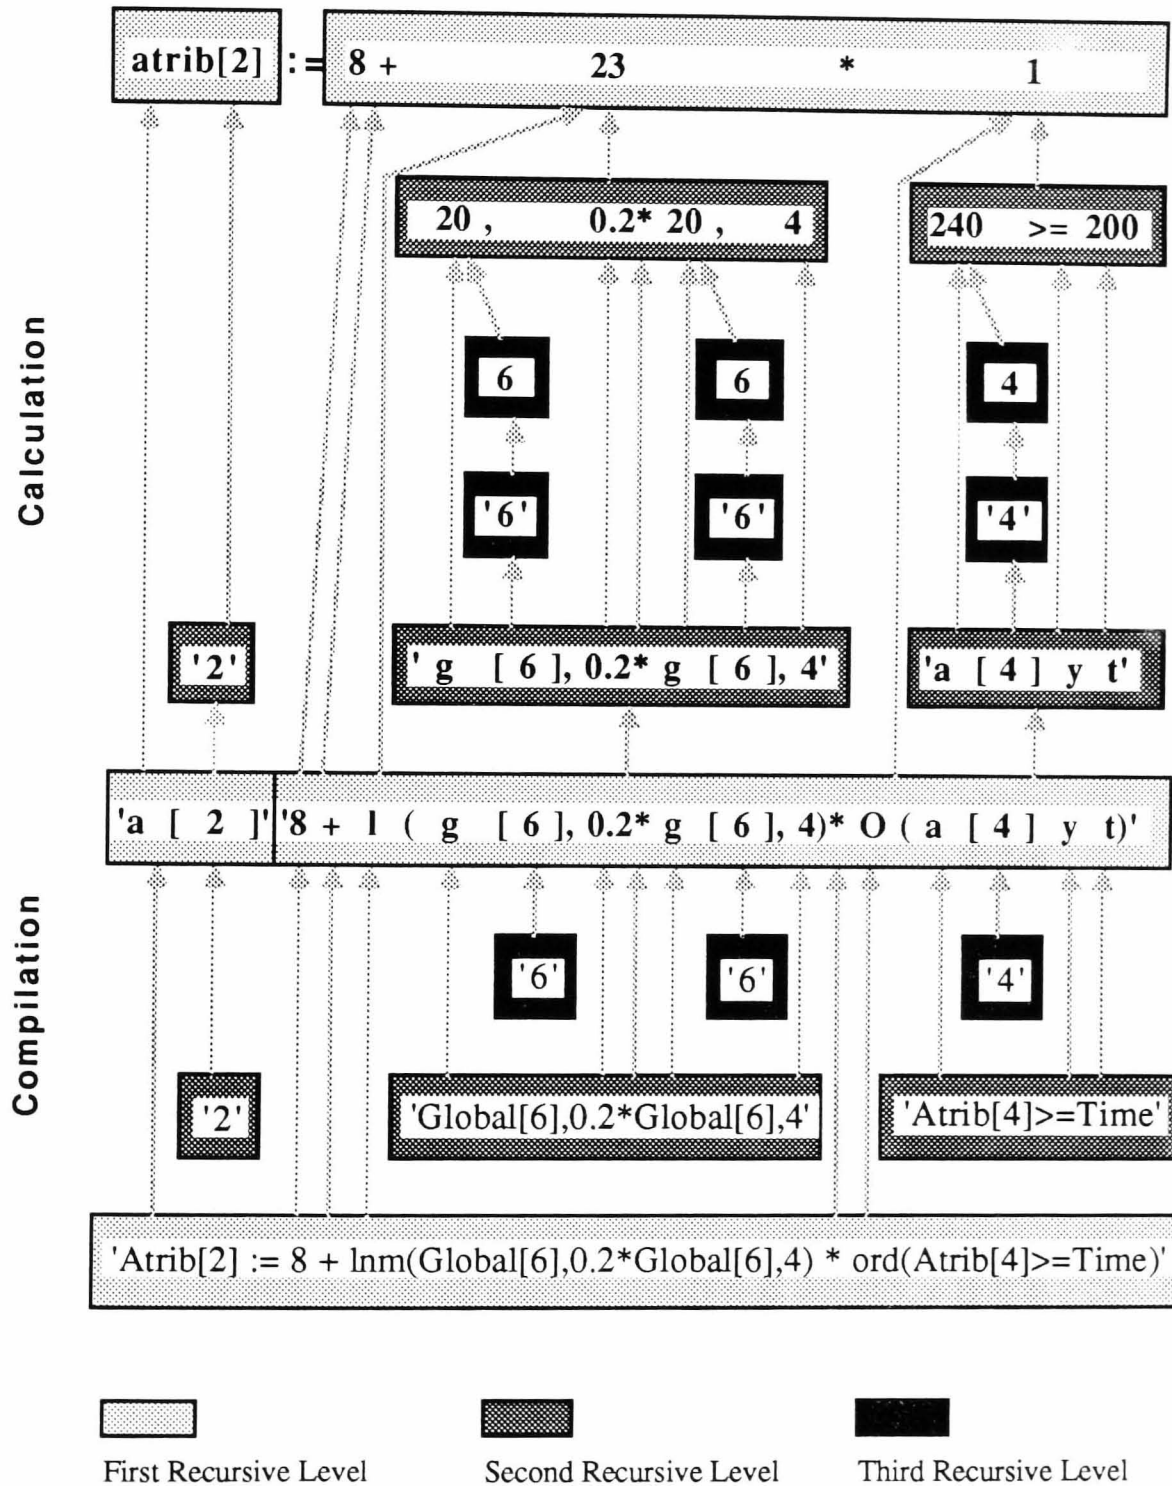 atrib[2] := 8 + 23 * 1
20 , 0.2* 20 , 4
240 >= 200
6
6
4
'6'
'6'
'4'
Calculation
'2'
' g [ 6 ], 0.2* g [ 6 ], 4'
'a [ 4 ] y t'
'a [ 2 ]' '8 + l ( g [ 6 ], 0.2* g [ 6 ], 4)* O ( a [ 4 ] y t)'
Compilation
'6'
'6'
'4'
'2'
'Global[6],0.2*Global[6],4'
'Atrib[4]>=Time'
'Atrib[2] := 8 + lnm(Global[6],0.2*Global[6],4) * ord(Atrib[4]>=Time)'
First Recursive Level
Second Recursive Level
Third Recursive Level